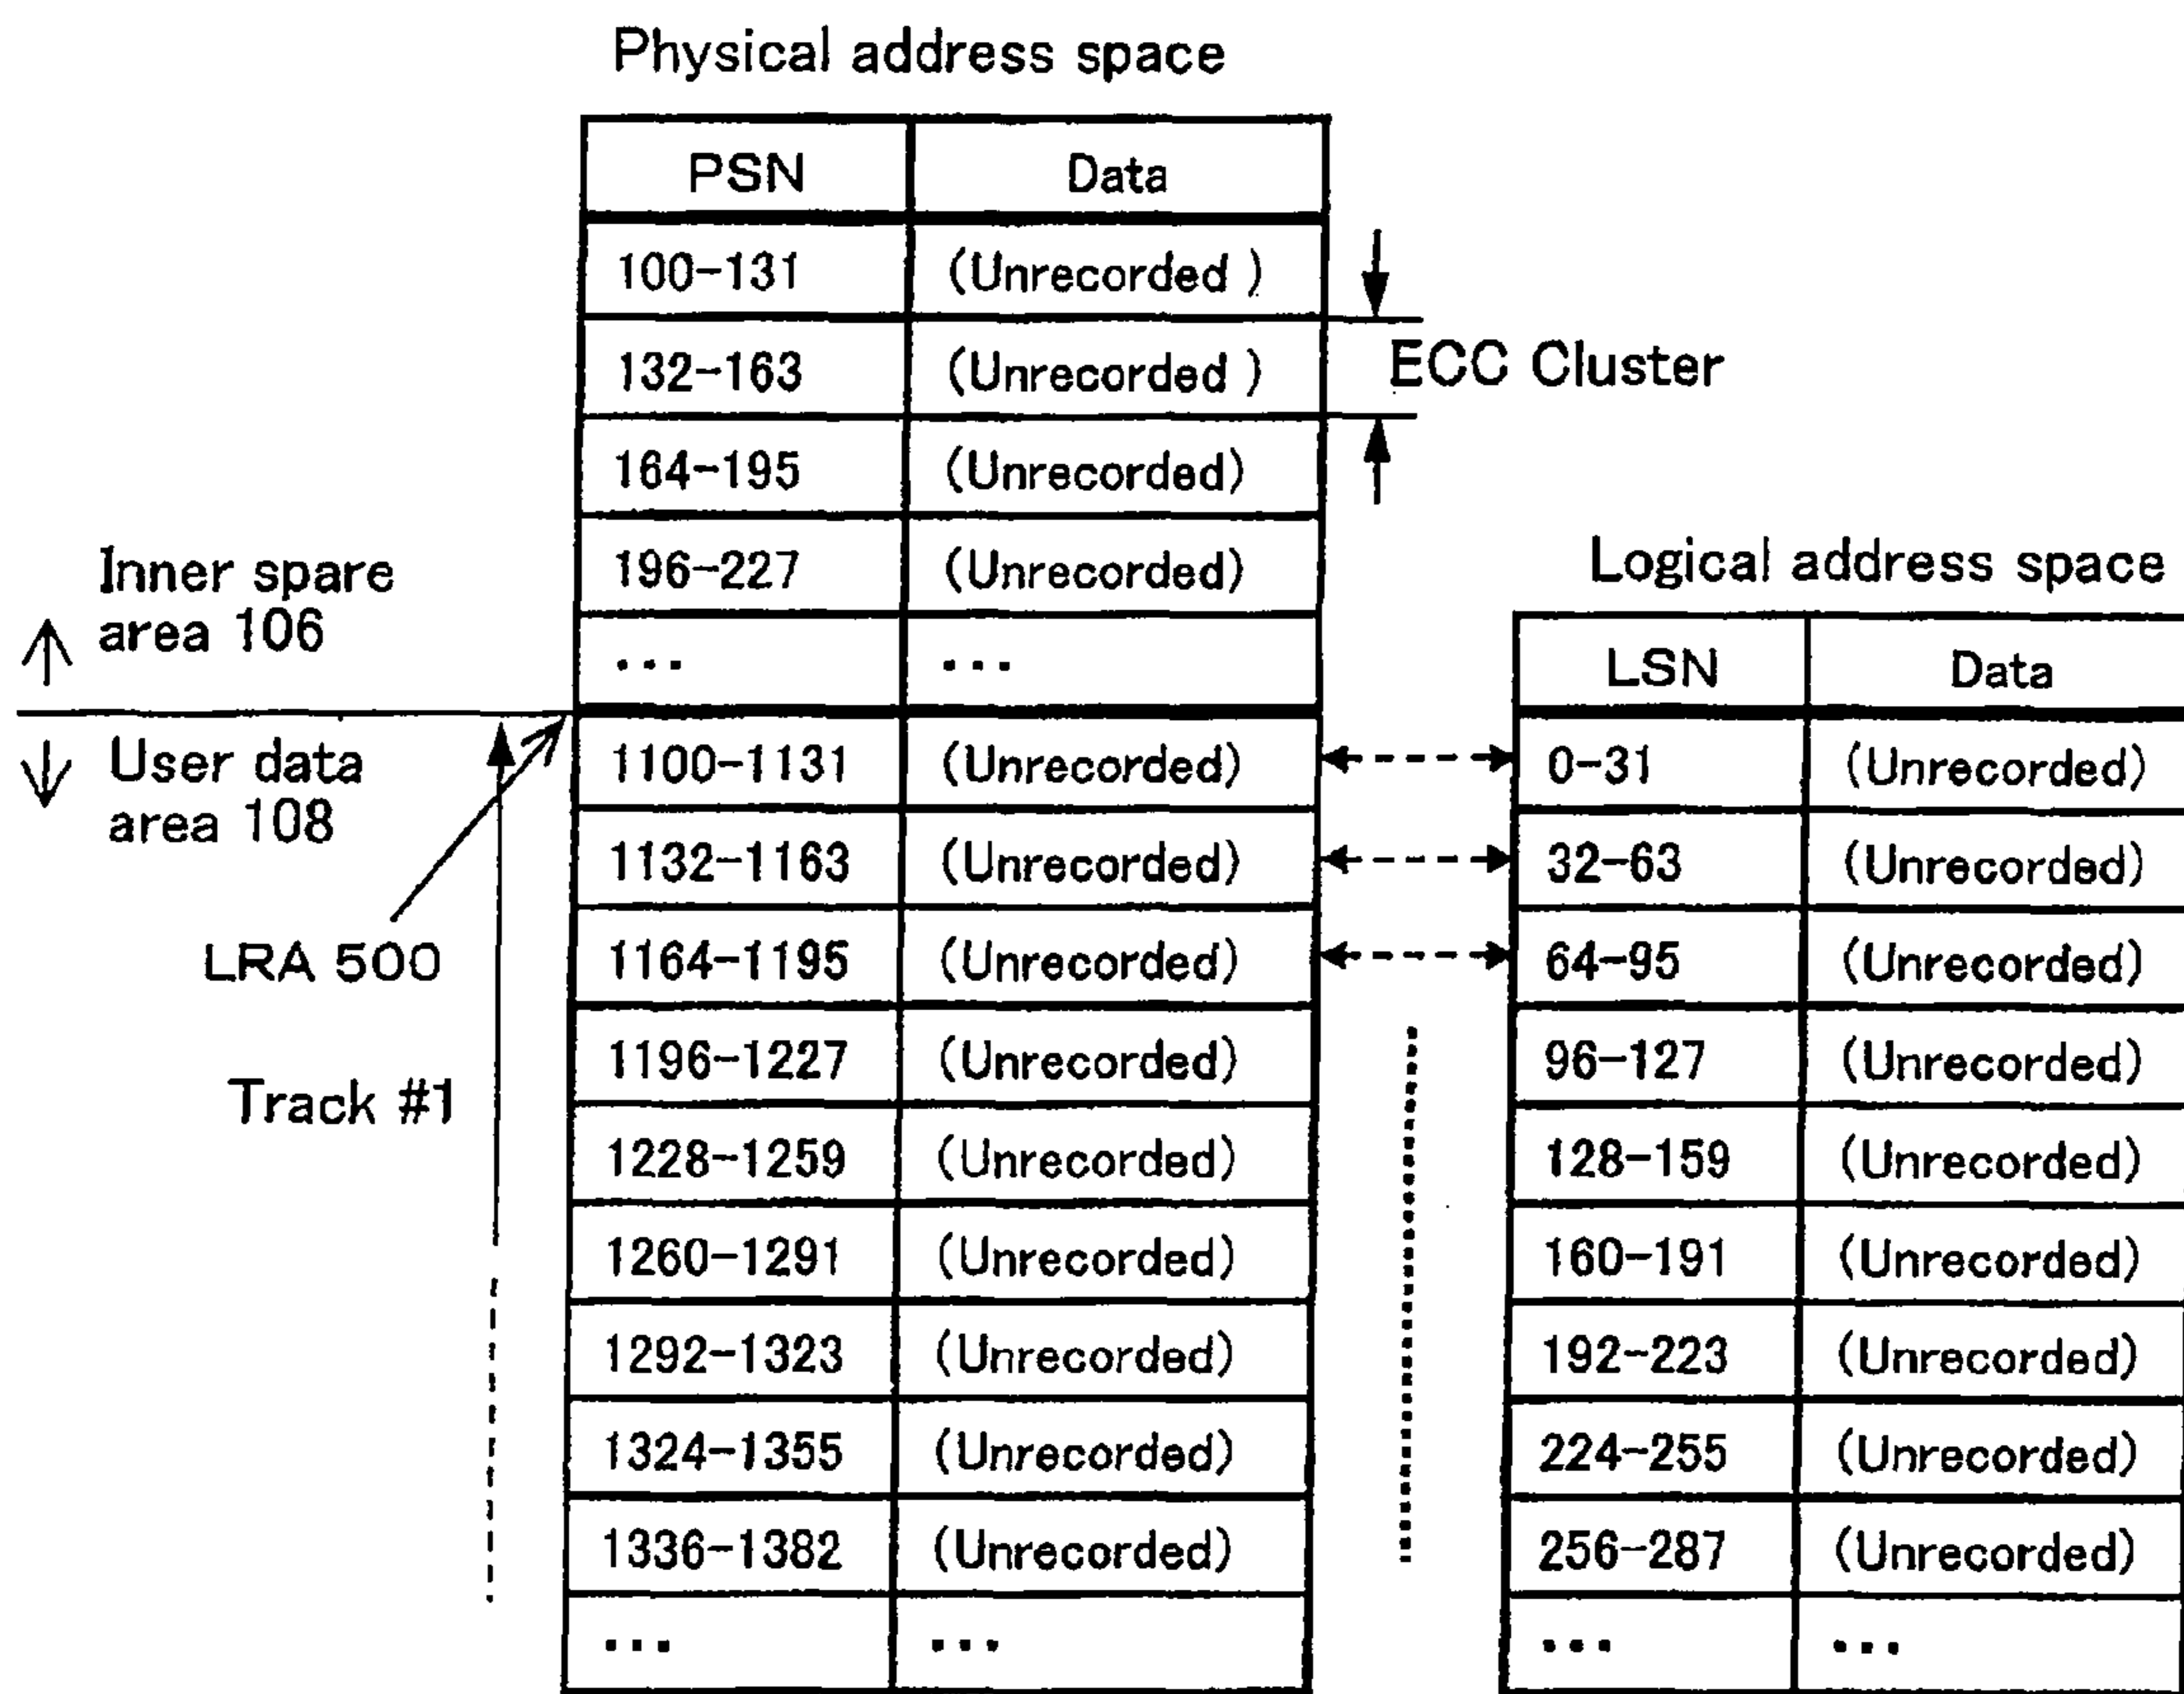 Physical address space
PSN Data
100-131 (Unrecorded )
132-163 (Unrecorded )
ECC Cluster
164-195 (Unrecorded)
196-227 (Unrecorded)
... ...
Inner spare
area 106
User data
area 108
LRA 500
Track #1
1100-1131 (Unrecorded)
1132-1163 (Unrecorded)
1164-1195 (Unrecorded)
1196-1227 (Unrecorded)
1228-1259 (Unrecorded)
1260-1291 (Unrecorded)
1292-1323 (Unrecorded)
1324-1355 (Unrecorded)
1336-1382 (Unrecorded)
... ...
Logical address space
LSN Data
0-31 (Unrecorded)
32-63 (Unrecorded)
64-95 (Unrecorded)
96-127 (Unrecorded)
128-159 (Unrecorded)
160-191 (Unrecorded)
192-223 (Unrecorded)
224-255 (Unrecorded)
256-287 (Unrecorded)
... ...